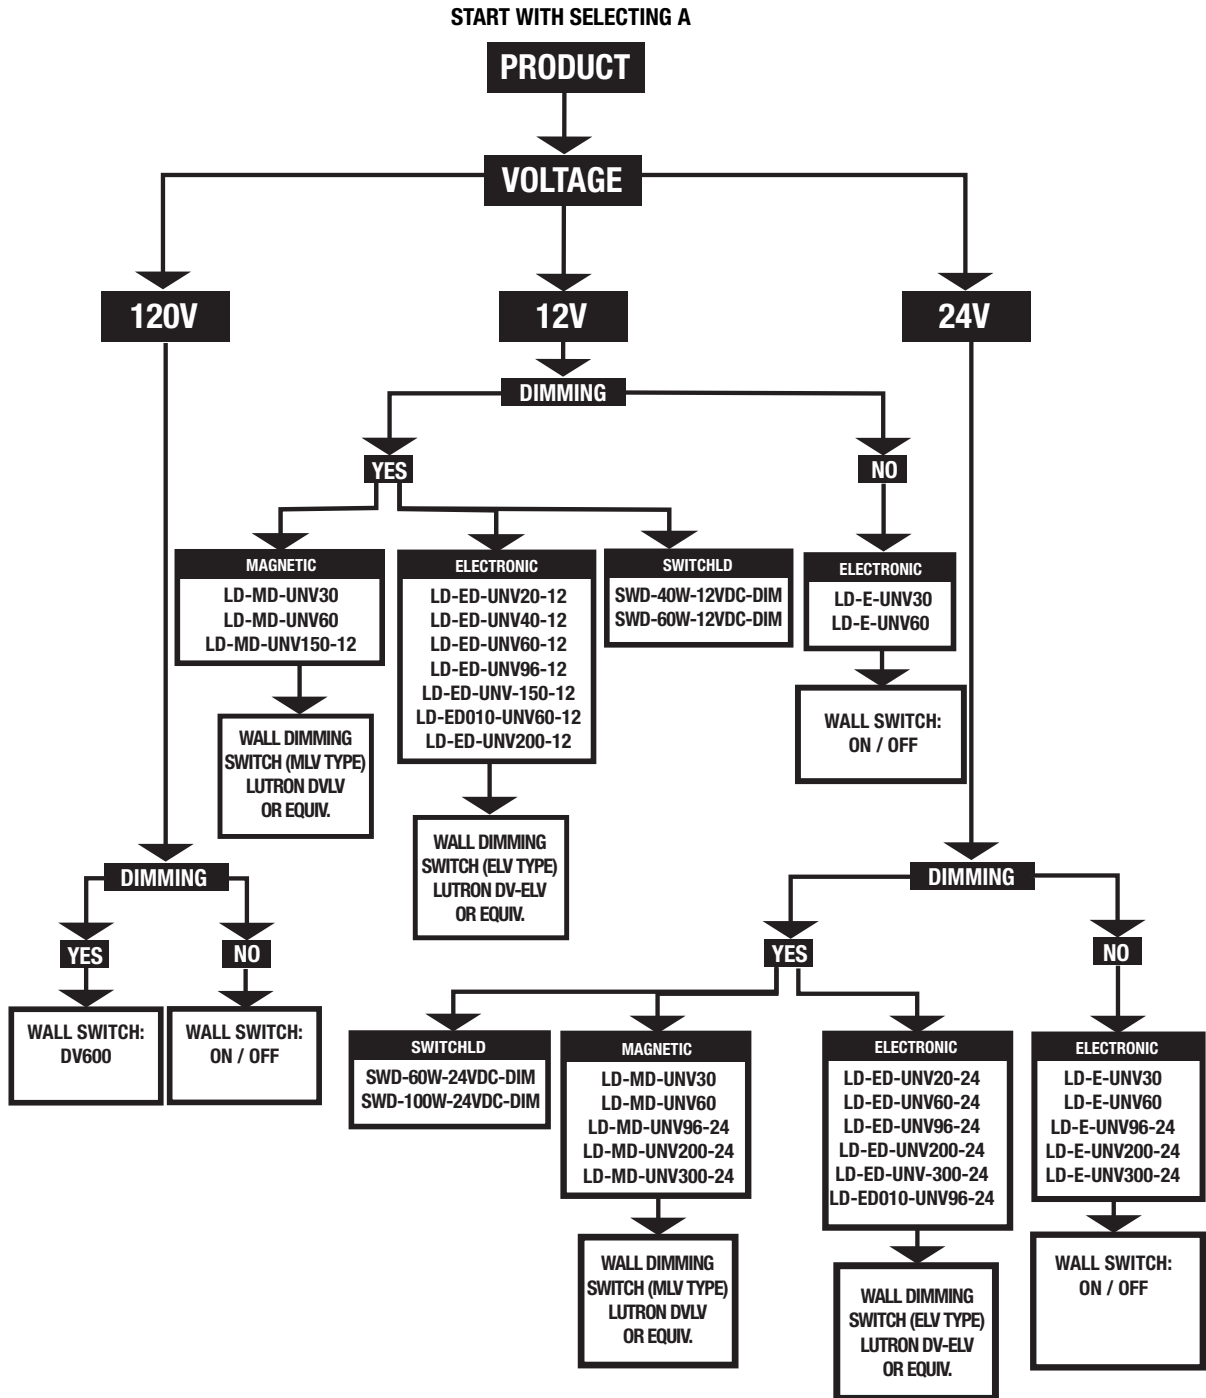 START WITH SELECTING A
PRODUCT
VOLTAGE
120V
12V
24V
DIMMING
YES
NO
MAGNETIC
LD-MD-UNV30
LD-MD-UNV60
LD-MD-UNV150-12
WALL DIMMING
SWITCH (MLV TYPE)
LUTRON DVLV
OR EQUIV.
ELECTRONIC
LD-ED-UNV20-12
LD-ED-UNV40-12
LD-ED-UNV60-12
LD-ED-UNV96-12
LD-ED-UNV-150-12
LD-ED010-UNV60-12
LD-ED-UNV200-12
WALL DIMMING
SWITCH (ELV TYPE)
LUTRON DV-ELV
OR EQUIV.
SWITCHLD
SWD-40W-12VDC-DIM
SWD-60W-12VDC-DIM
ELECTRONIC
LD-E-UNV30
LD-E-UNV60
WALL SWITCH:
ON / OFF
DIMMING
YES
NO
WALL SWITCH:
DV600
WALL SWITCH:
ON / OFF
DIMMING
YES
NO
SWITCHLD
SWD-60W-24VDC-DIM
SWD-100W-24VDC-DIM
MAGNETIC
LD-MD-UNV30
LD-MD-UNV60
LD-MD-UNV96-24
LD-MD-UNV200-24
LD-MD-UNV300-24
WALL DIMMING
SWITCH (MLV TYPE)
LUTRON DVLV
OR EQUIV.
ELECTRONIC
LD-ED-UNV20-24
LD-ED-UNV60-24
LD-ED-UNV96-24
LD-ED-UNV200-24
LD-ED-UNV-300-24
LD-ED010-UNV96-24
WALL DIMMING
SWITCH (ELV TYPE)
LUTRON DV-ELV
OR EQUIV.
ELECTRONIC
LD-E-UNV30
LD-E-UNV60
LD-E-UNV96-24
LD-E-UNV200-24
LD-E-UNV300-24
WALL SWITCH:
ON / OFF